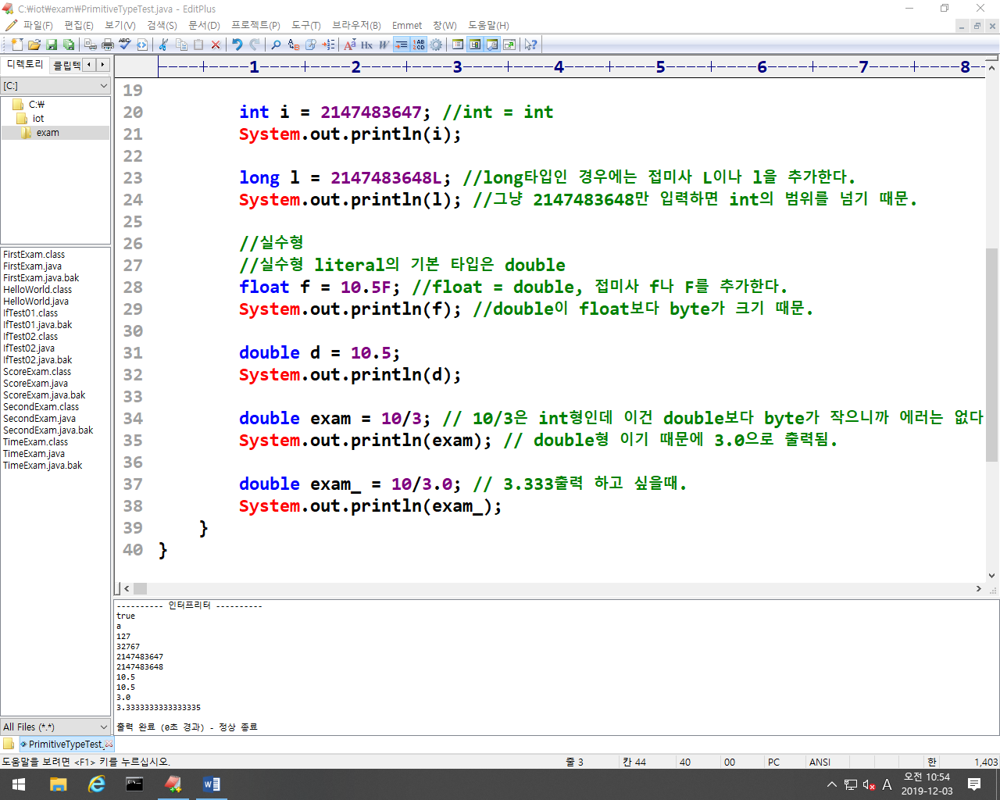 C:\iot\exam\PrimitiveTypeTest.java - EditPlus
파일(F) 편집(E) 보기(V) 검색(S) 문서(D) 프로젝트(P) 도구(T) 브라우저(B) Emmet 창(W) 도움말(H)
디렉토리 클립텍
[C:]
C:\
iot
exam
FirstExam.class
FirstExam.java
FirstExam.java.bak
HelloWorld.class
HelloWorld.java
IfTest01.class
IfTest01.java.bak
IfTest02.class
IfTest02.java
IfTest02.java.bak
ScoreExam.class
ScoreExam.java
ScoreExam.java.bak
SecondExam.class
SecondExam.java
SecondExam.java.bak
TimeExam.class
TimeExam.java
TimeExam.java.bak
All Files (*.*)
----+----1----+----2----+----3----+----4----+----5----+----6----+----7----+----8--
19
20 int i = 2147483647; //int = int
21 System.out.println(i);
22
23 long l = 2147483648L; //long타입인 경우에는 접미사 L이나 l을 추가한다.
24 System.out.println(l); //그냥 2147483648만 입력하면 int의 범위를 넘기 때문.
25
26 //실수형
27 //실수형 literal의 기본 타입은 double
28 float f = 10.5F; //float = double, 접미사 f나 F를 추가한다.
29 System.out.println(f); //double이 float보다 byte가 크기 때문.
30
31 double d = 10.5;
32 System.out.println(d);
33
34 double exam = 10/3; // 10/3은 int형인데 이건 double보다 byte가 작으니까 에러는 없다
35 System.out.println(exam); // double형 이기 때문에 3.0으로 출력됨.
36
37 double exam_ = 10/3.0; // 3.333출력 하고 싶을때.
38 System.out.println(exam_);
39 }
40 }
---------- 인터프리터 ----------
true
a
127
32767
2147483647
2147483648
10.5
10.5
3.0
3.3333333333333335
출력 완료 (0초 경과) - 정상 종료
PrimitiveTypeTest.
도움말을 보려면 <F1> 키를 누르십시오. 줄 3 칸 44 40 00 PC ANSI 한 1,403
A 오전 10:54
2019-12-03